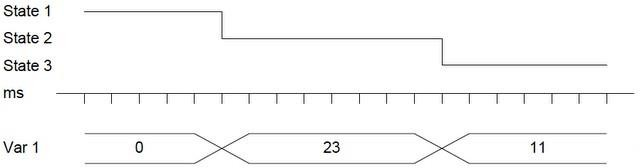 State 1
State 2
State 3
ms
Var 1 0 23 11